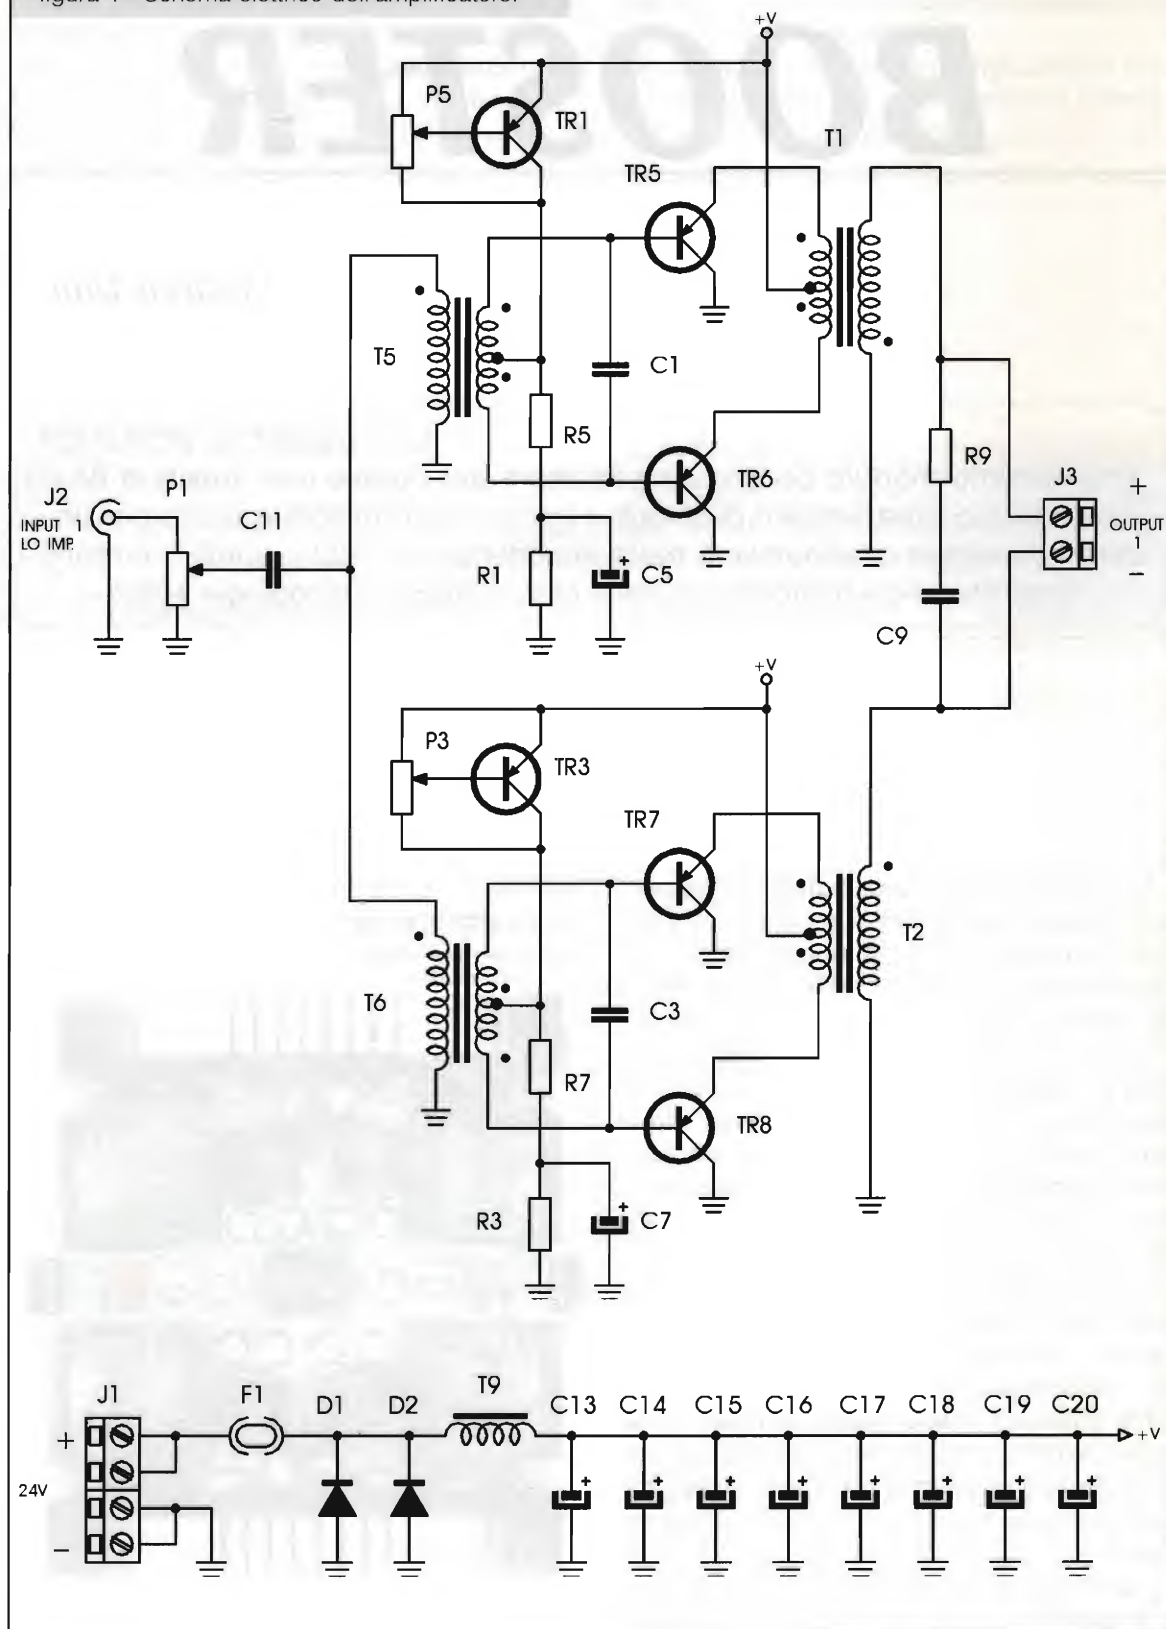 figura 1 - Schema elettrico dell'amplificatore.
+V
P5
TR1
T1
TR5
T5
C1
R5
TR6
R9
J3
+
OUTPUT
1
−
J2
INPUT 1
LO IMP.
P1
C11
R1
+
C5
C9
+V
P3
TR3
TR7
T2
T6
C3
R7
TR8
R3
+
C7
J1
F1
D1
D2
T9
C13
C14
C15
C16
C17
C18
C19
C20
+
24V
−
+
+
+
+
+
+
+
+
+V
BOOSTER